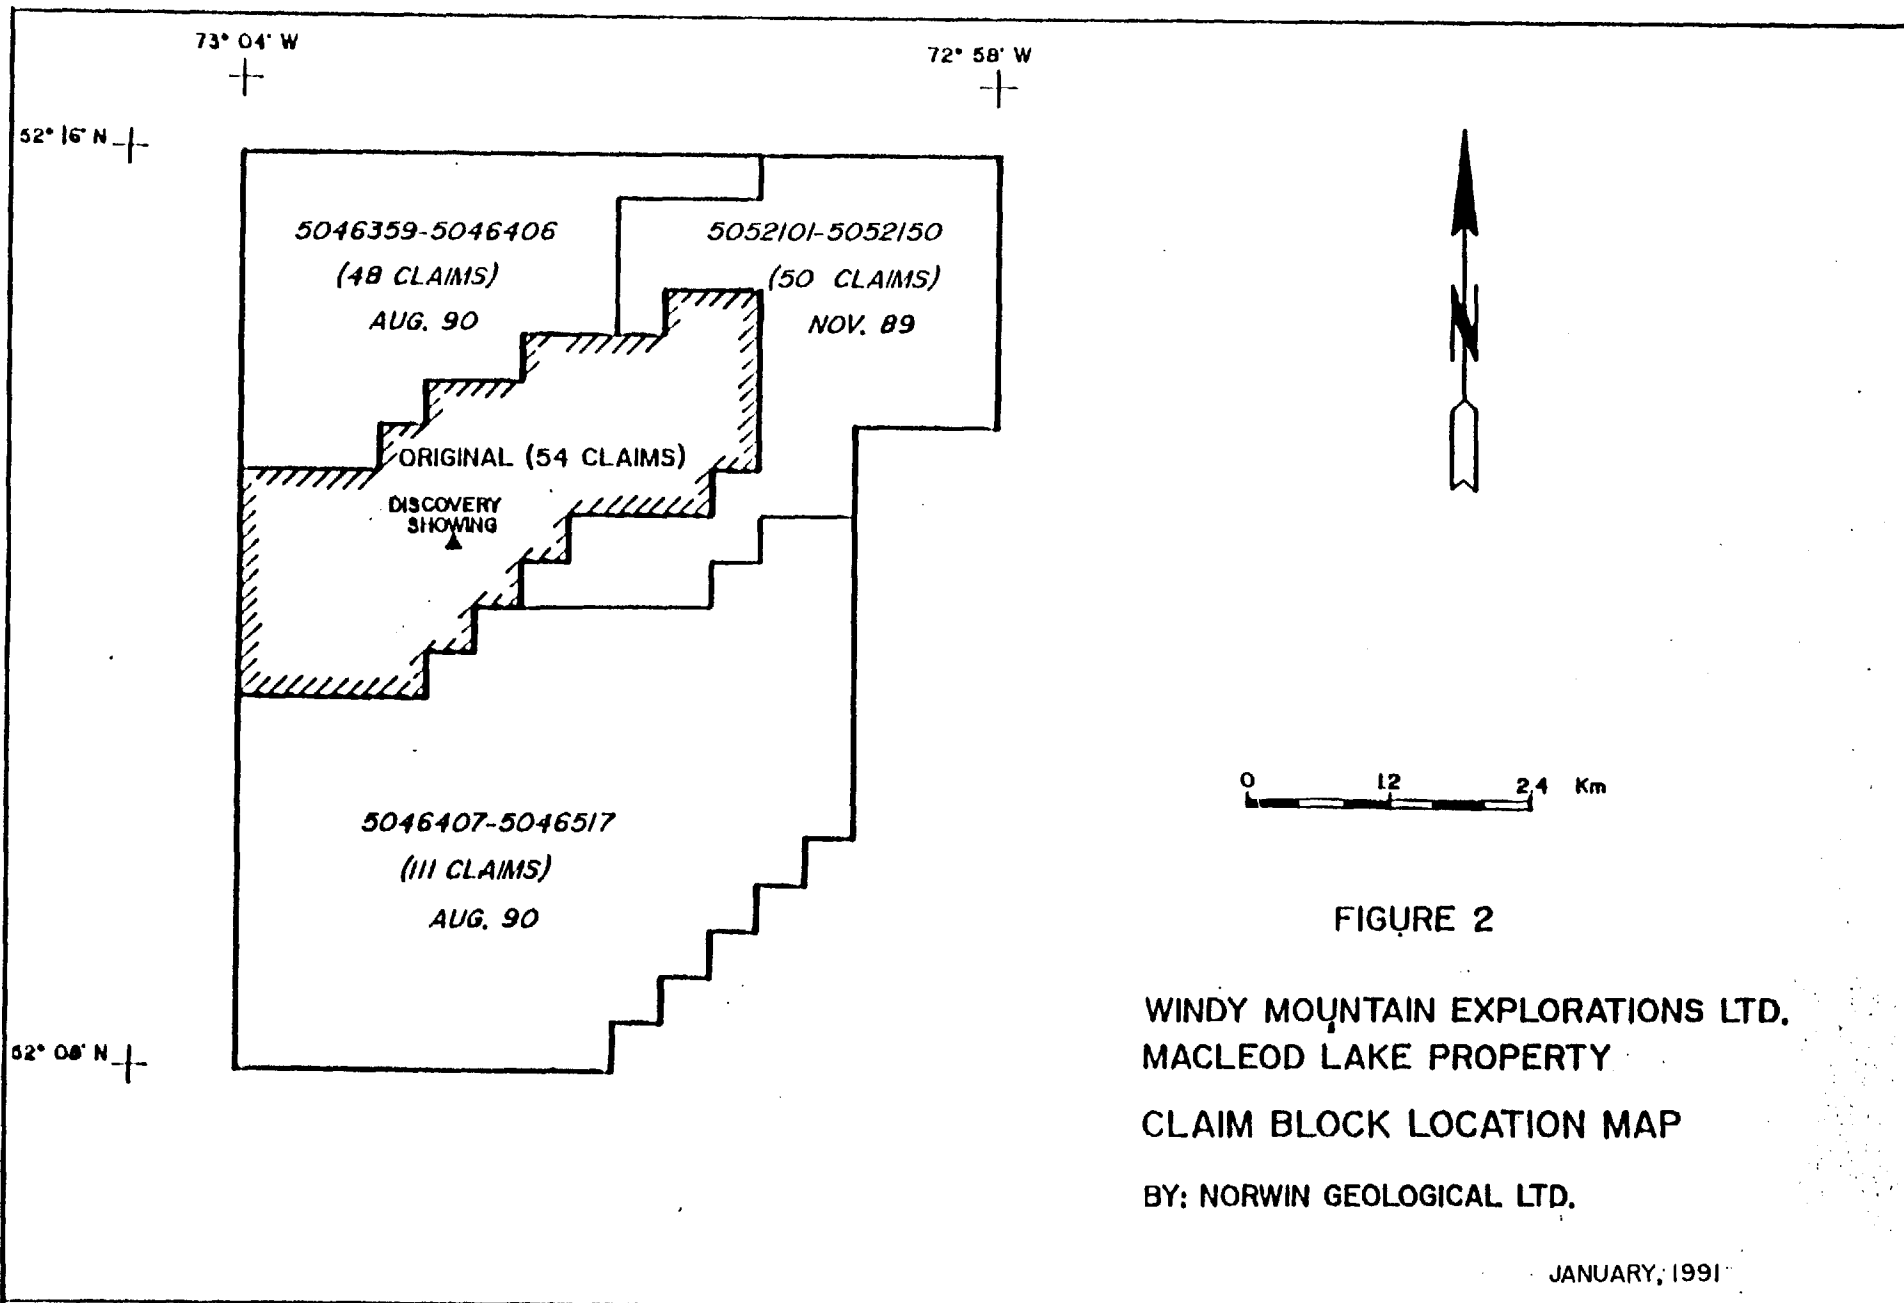 73° 04' W
72° 58' W
52° 16' N
5046359-5046406
(48 CLAIMS)
AUG. 90
5052101-5052150
(50 CLAIMS)
NOV. 89
N
ORIGINAL (54 CLAIMS)
DISCOVERY
SHOWING
0 1.2 2.4 Km
5046407-5046517
(111 CLAIMS)
AUG. 90
52° 08' N
FIGURE 2
WINDY MOUNTAIN EXPLORATIONS LTD.
MACLEOD LAKE PROPERTY
CLAIM BLOCK LOCATION MAP
BY: NORWIN GEOLOGICAL LTD.
JANUARY, 1991